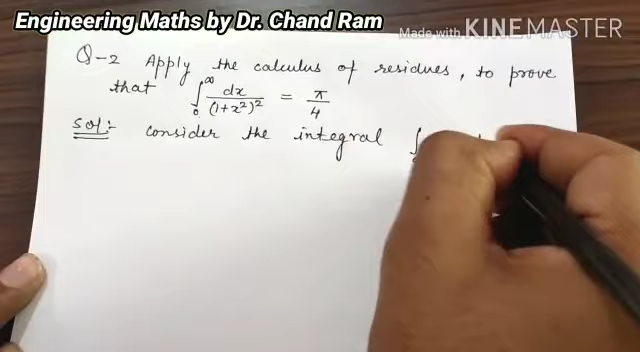 Engineering Maths by Dr. Chand Ram
Made with KINEMASTER
Q-2 Apply the calculus of residues, to prove
that ∫₀^∞ dx/(1+x²)² = π/4
Sol:- consider the integral ∫